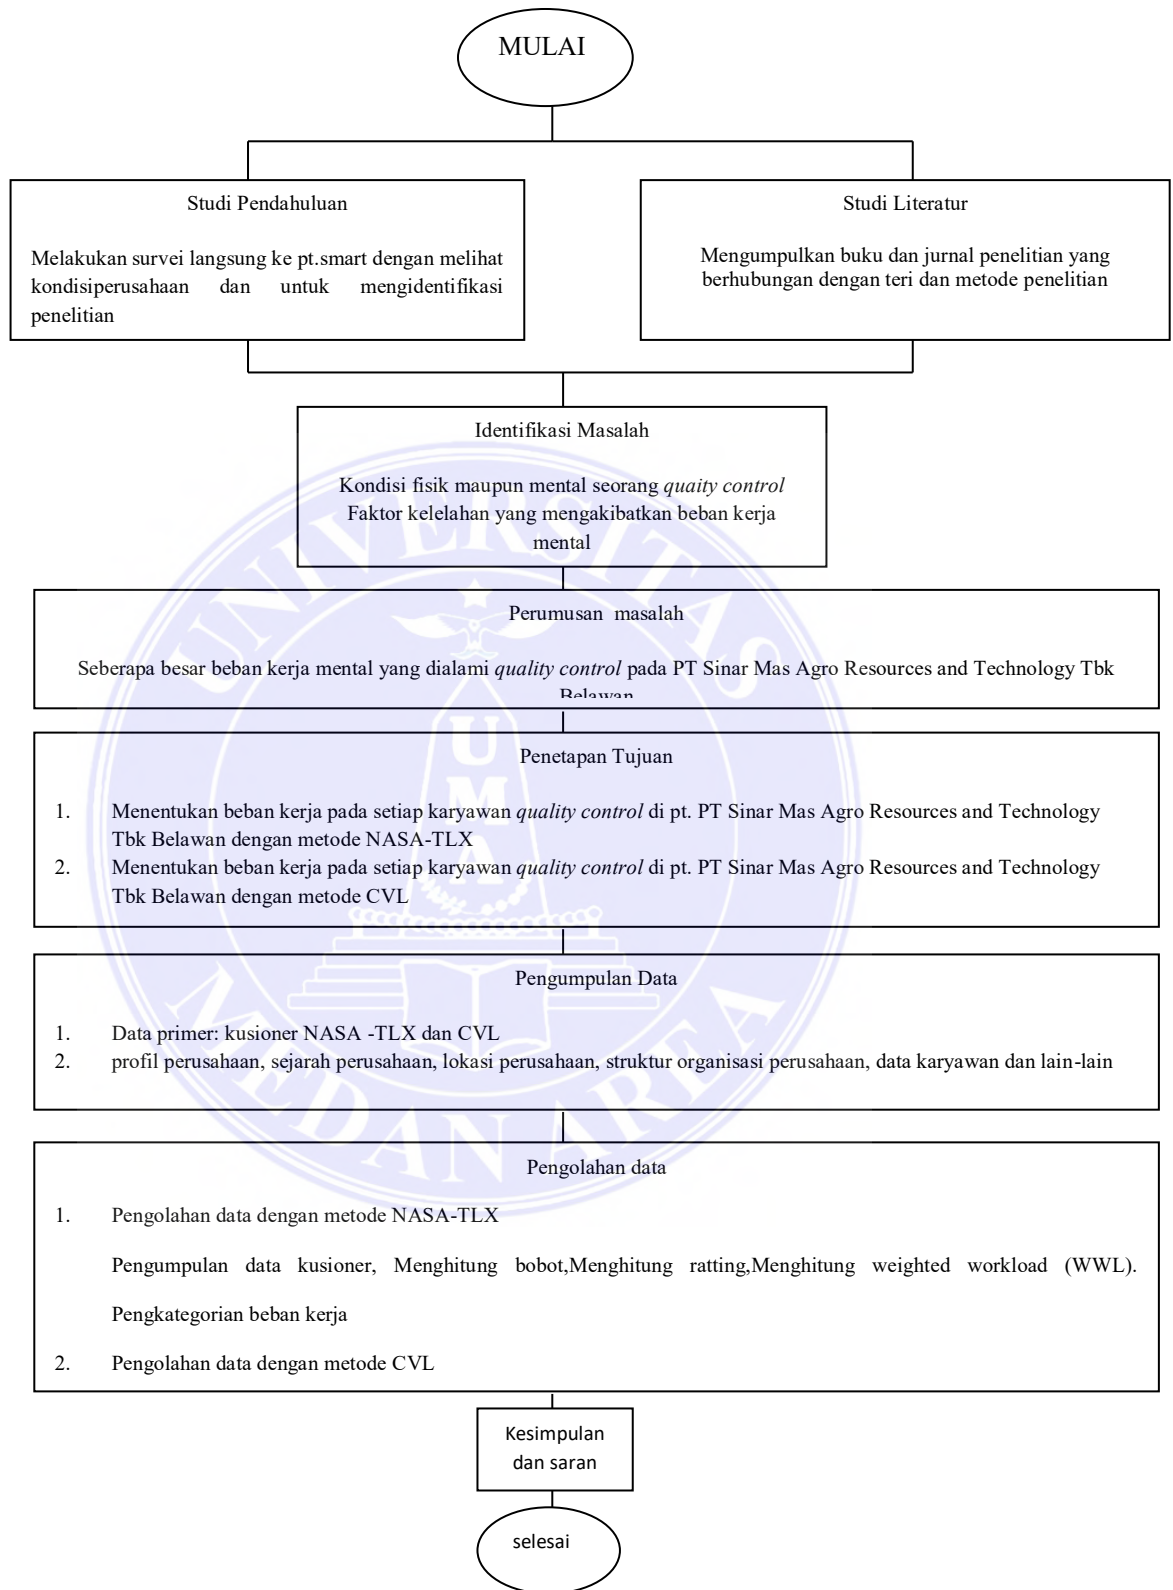 MULAI
Studi Pendahuluan
Melakukan survei langsung ke pt.smart dengan melihat
kondisiperusahaan dan untuk mengidentifikasi
penelitian
Studi Literatur
Mengumpulkan buku dan jurnal penelitian yang
berhubungan dengan teri dan metode penelitian
Identifikasi Masalah
Kondisi fisik maupun mental seorang quaity control
Faktor kelelahan yang mengakibatkan beban kerja
mental
Perumusan masalah
Seberapa besar beban kerja mental yang dialami quality control pada PT Sinar Mas Agro Resources and Technology Tbk
Belawan
Penetapan Tujuan
1. Menentukan beban kerja pada setiap karyawan quality control di pt. PT Sinar Mas Agro Resources and Technology
Tbk Belawan dengan metode NASA-TLX
2. Menentukan beban kerja pada setiap karyawan quality control di pt. PT Sinar Mas Agro Resources and Technology
Tbk Belawan dengan metode CVL
Pengumpulan Data
1. Data primer: kusioner NASA -TLX dan CVL
2. profil perusahaan, sejarah perusahaan, lokasi perusahaan, struktur organisasi perusahaan, data karyawan dan lain-lain
Pengolahan data
1. Pengolahan data dengan metode NASA-TLX
Pengumpulan data kusioner, Menghitung bobot,Menghitung ratting,Menghitung weighted workload (WWL).
Pengkategorian beban kerja
2. Pengolahan data dengan metode CVL
Kesimpulan
dan saran
selesai
UNIVERSITAS
UMA
MEDAN AREA